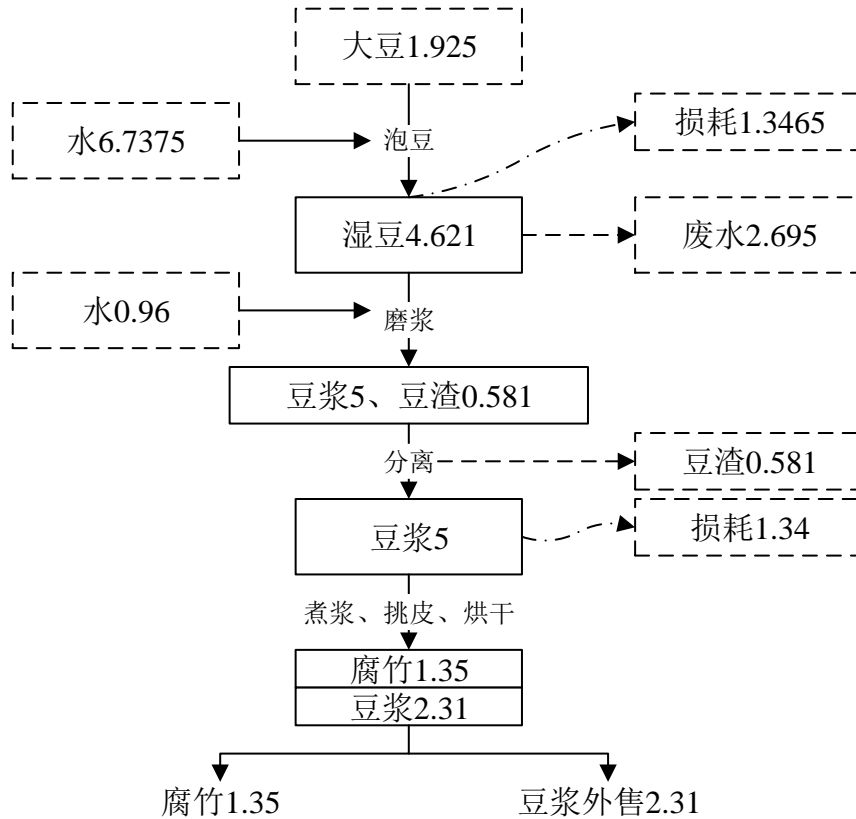 大豆1.925
水6.7375
泡豆
损耗1.3465
湿豆4.621
废水2.695
水0.96
磨浆
豆浆5、豆渣0.581
分离
豆渣0.581
豆浆5
损耗1.34
煮浆、挑皮、烘干
腐竹1.35
豆浆2.31
腐竹1.35
豆浆外售2.31